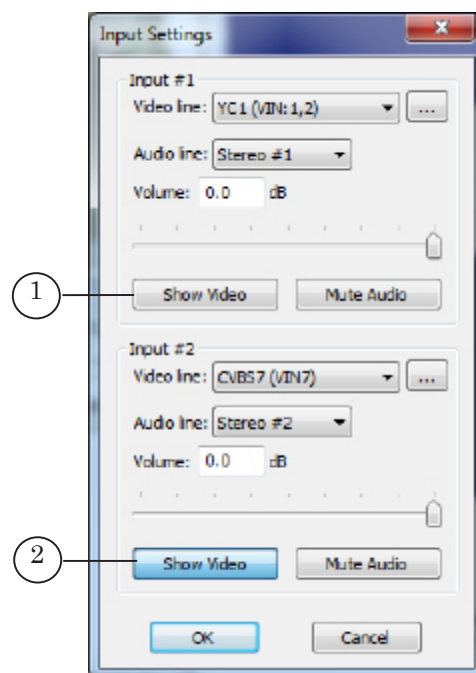 Input Settings
Input #1
Video line: YC1 (VIN:1,2) ...
Audio line: Stereo #1
Volume: 0.0 dB
1
Show Video Mute Audio
Input #2
Video line: CVBS7 (VIN7) ...
Audio line: Stereo #2
Volume: 0.0 dB
2
Show Video Mute Audio
OK Cancel